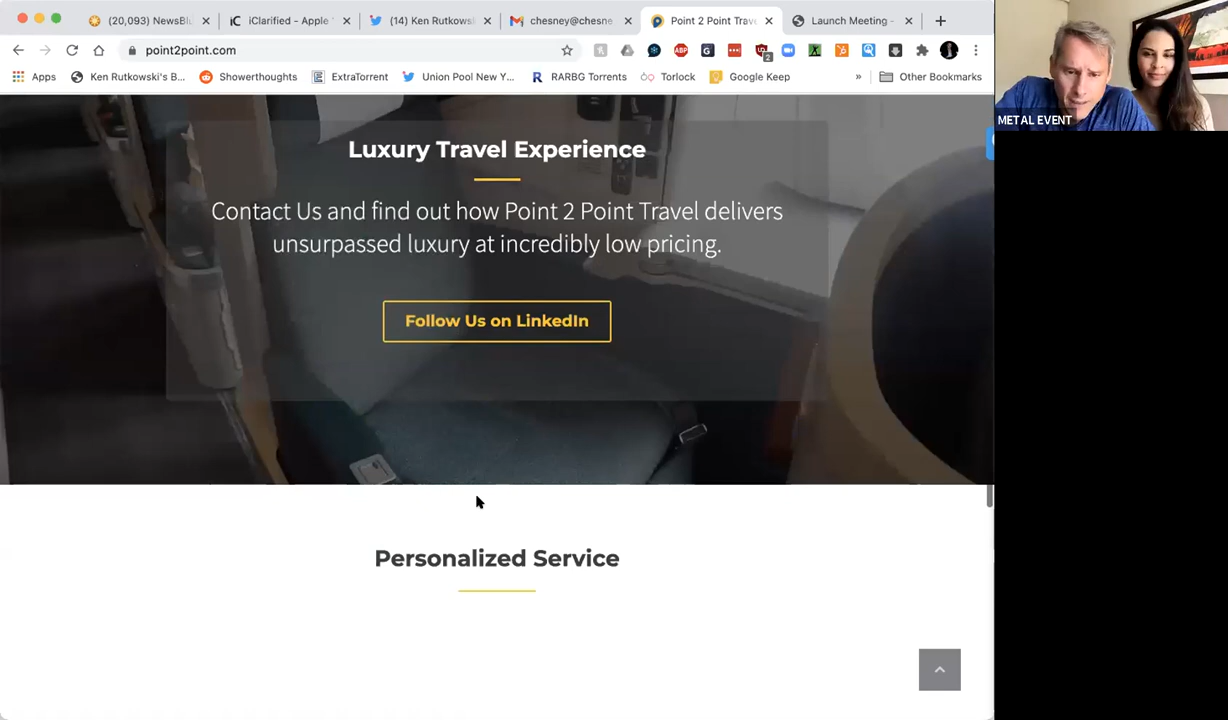 (20,093) NewsBlu
iClarified - Apple
(14) Ken Rutkows
chesney@chesne
Point 2 Point Trav
Launch Meeting -
point2point.com
2
Apps
Ken Rutkowski's B...
Showerthoughts
ExtraTorrent
Union Pool New Y...
RARBG Torrents
Torlock
Google Keep
»
Other Bookmarks
METAL EVENT
Luxury Travel Experience
Contact Us and find out how Point 2 Point Travel delivers
unsurpassed luxury at incredibly low pricing.
Follow Us on LinkedIn
Personalized Service